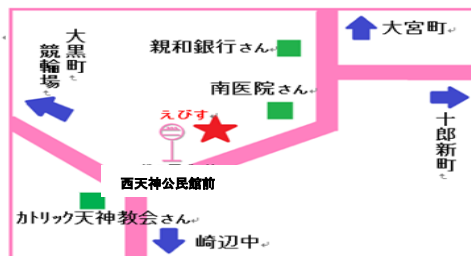 大宮町
親和銀行さん
大黒町
競輪場
南医院さん
十郎新町
えびす
西天神公民館前
カトリック天神教会さん
崎辺中